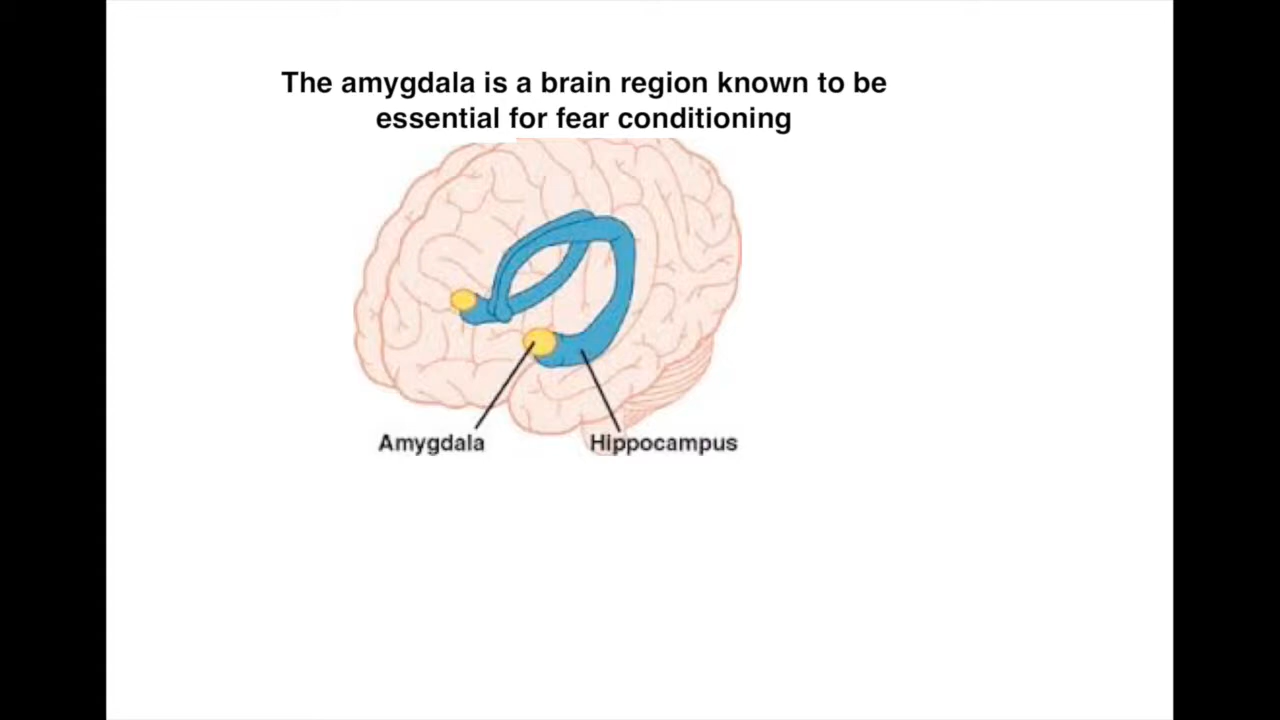 The amygdala is a brain region known to be
essential for fear conditioning
Amygdala
Hippocampus